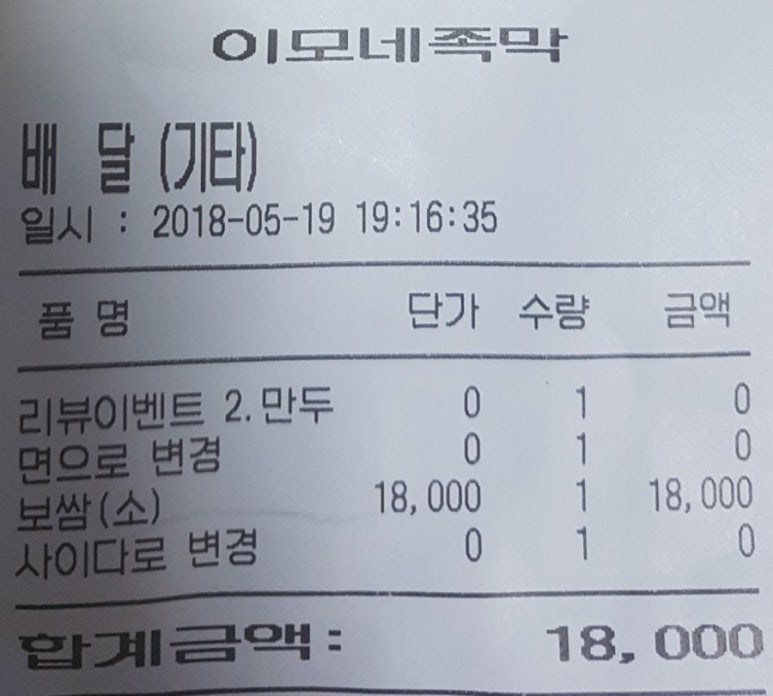 이모네족막
배 달 (기타)
일시 : 2018-05-19 19:16:35
품 명 단가 수량 금액
리뷰이벤트 2.만두 0 1 0
면으로 변경 0 1 0
보쌈(소) 18,000 1 18,000
사이다로 변경 0 1 0
합계금액: 18,000